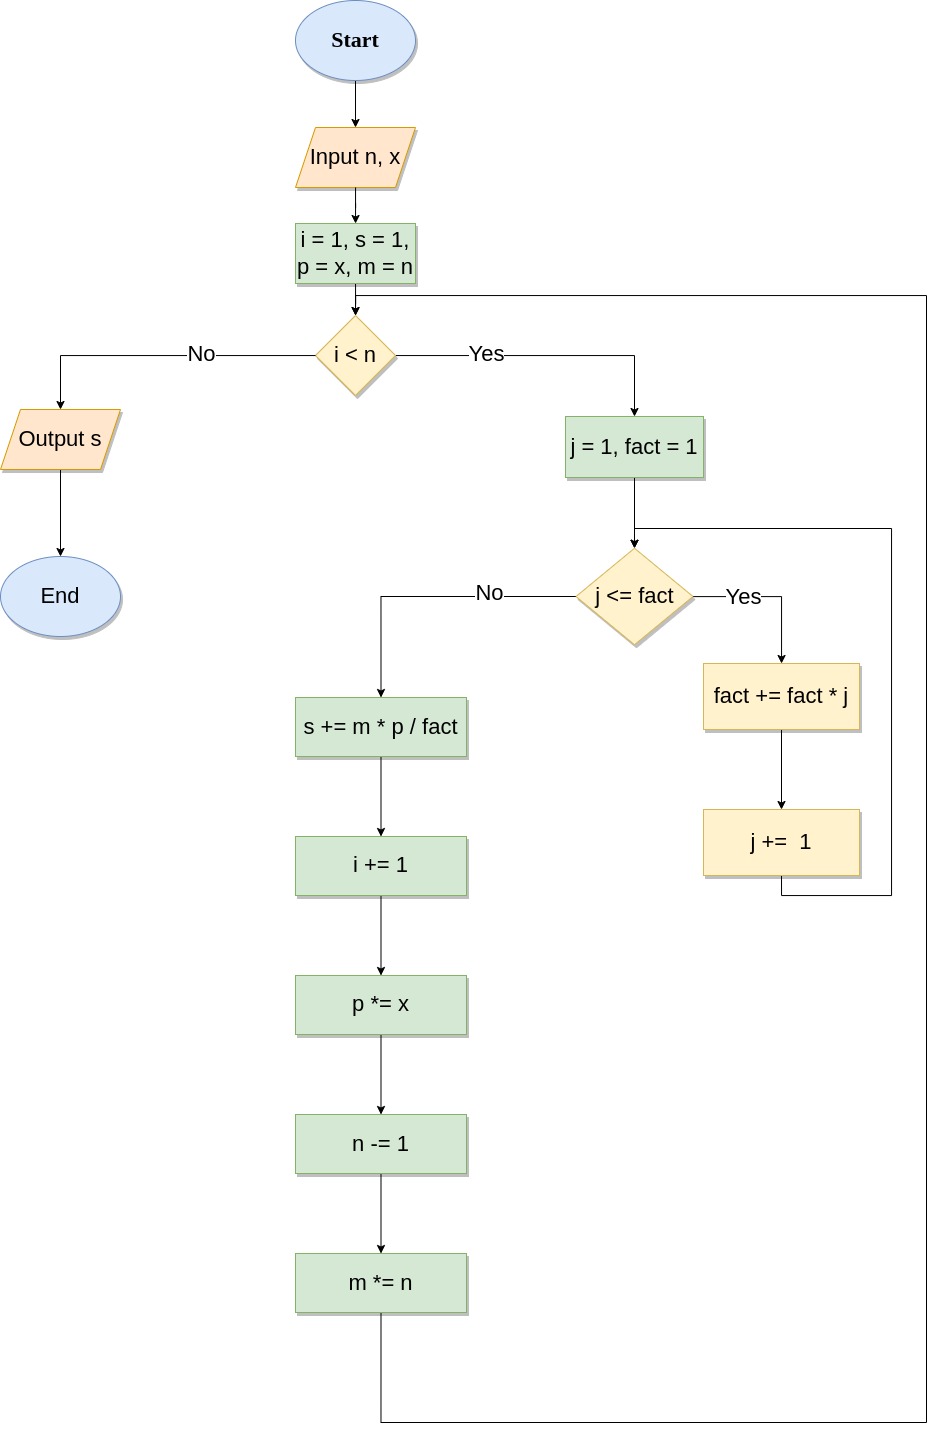 Start
Input n, x
i = 1, s = 1,
p = x, m = n
i < n
No
Yes
Output s
j = 1, fact = 1
End
j <= fact
No
Yes
fact += fact * j
s += m * p / fact
j += 1
i += 1
p *= x
n -= 1
m *= n